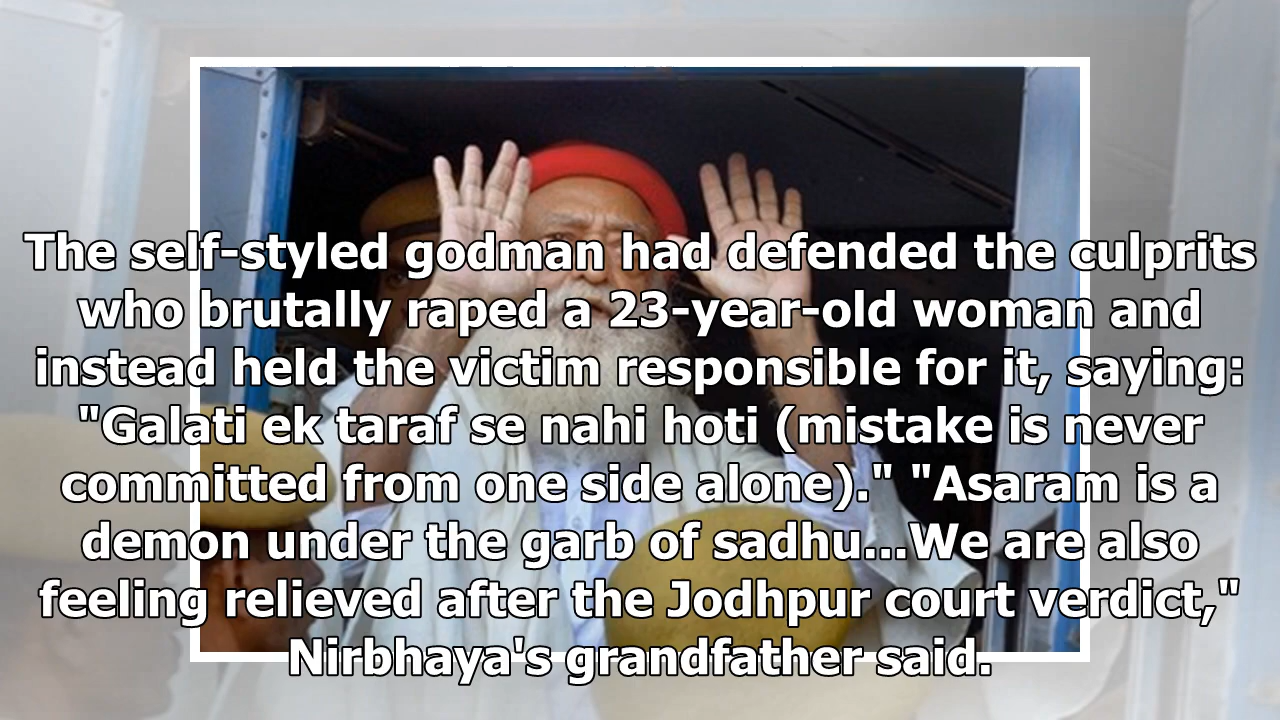 The self-styled godman had defended the culprits
who brutally raped a 23-year-old woman and
instead held the victim responsible for it, saying:
"Galati ek taraf se nahi hoti (mistake is never
committed from one side alone)." "Asaram is a
demon under the garb of sadhu...We are also
feeling relieved after the Jodhpur court verdict,"
Nirbhaya's grandfather said.